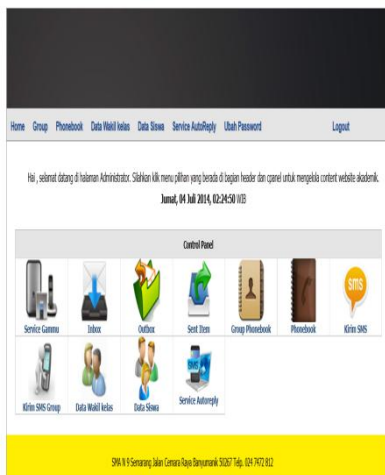 Home Group Phonebook Data Wakil kelas Data Siswa Service AutoReply Ubah Password Logout
Hai , selamat datang di halaman Administrator. Silahkan klik menu pilihan yang berada di bagian header dan cpanel untuk mengelola content website akademik.
Jumat, 04 Juli 2014, 02:24:50 WIB
Control Panel
SMS
Service Gammu Inbox Outbox Sent Item Group Phonebook Phonebook Kirim SMS
SMS
Kirim SMS Group Data Wakil kelas Data Siswa Service Autoreply
SMA N 9 Semarang Jalan Cemara Raya Banyumanik 50267 Telp. 024 7472 812